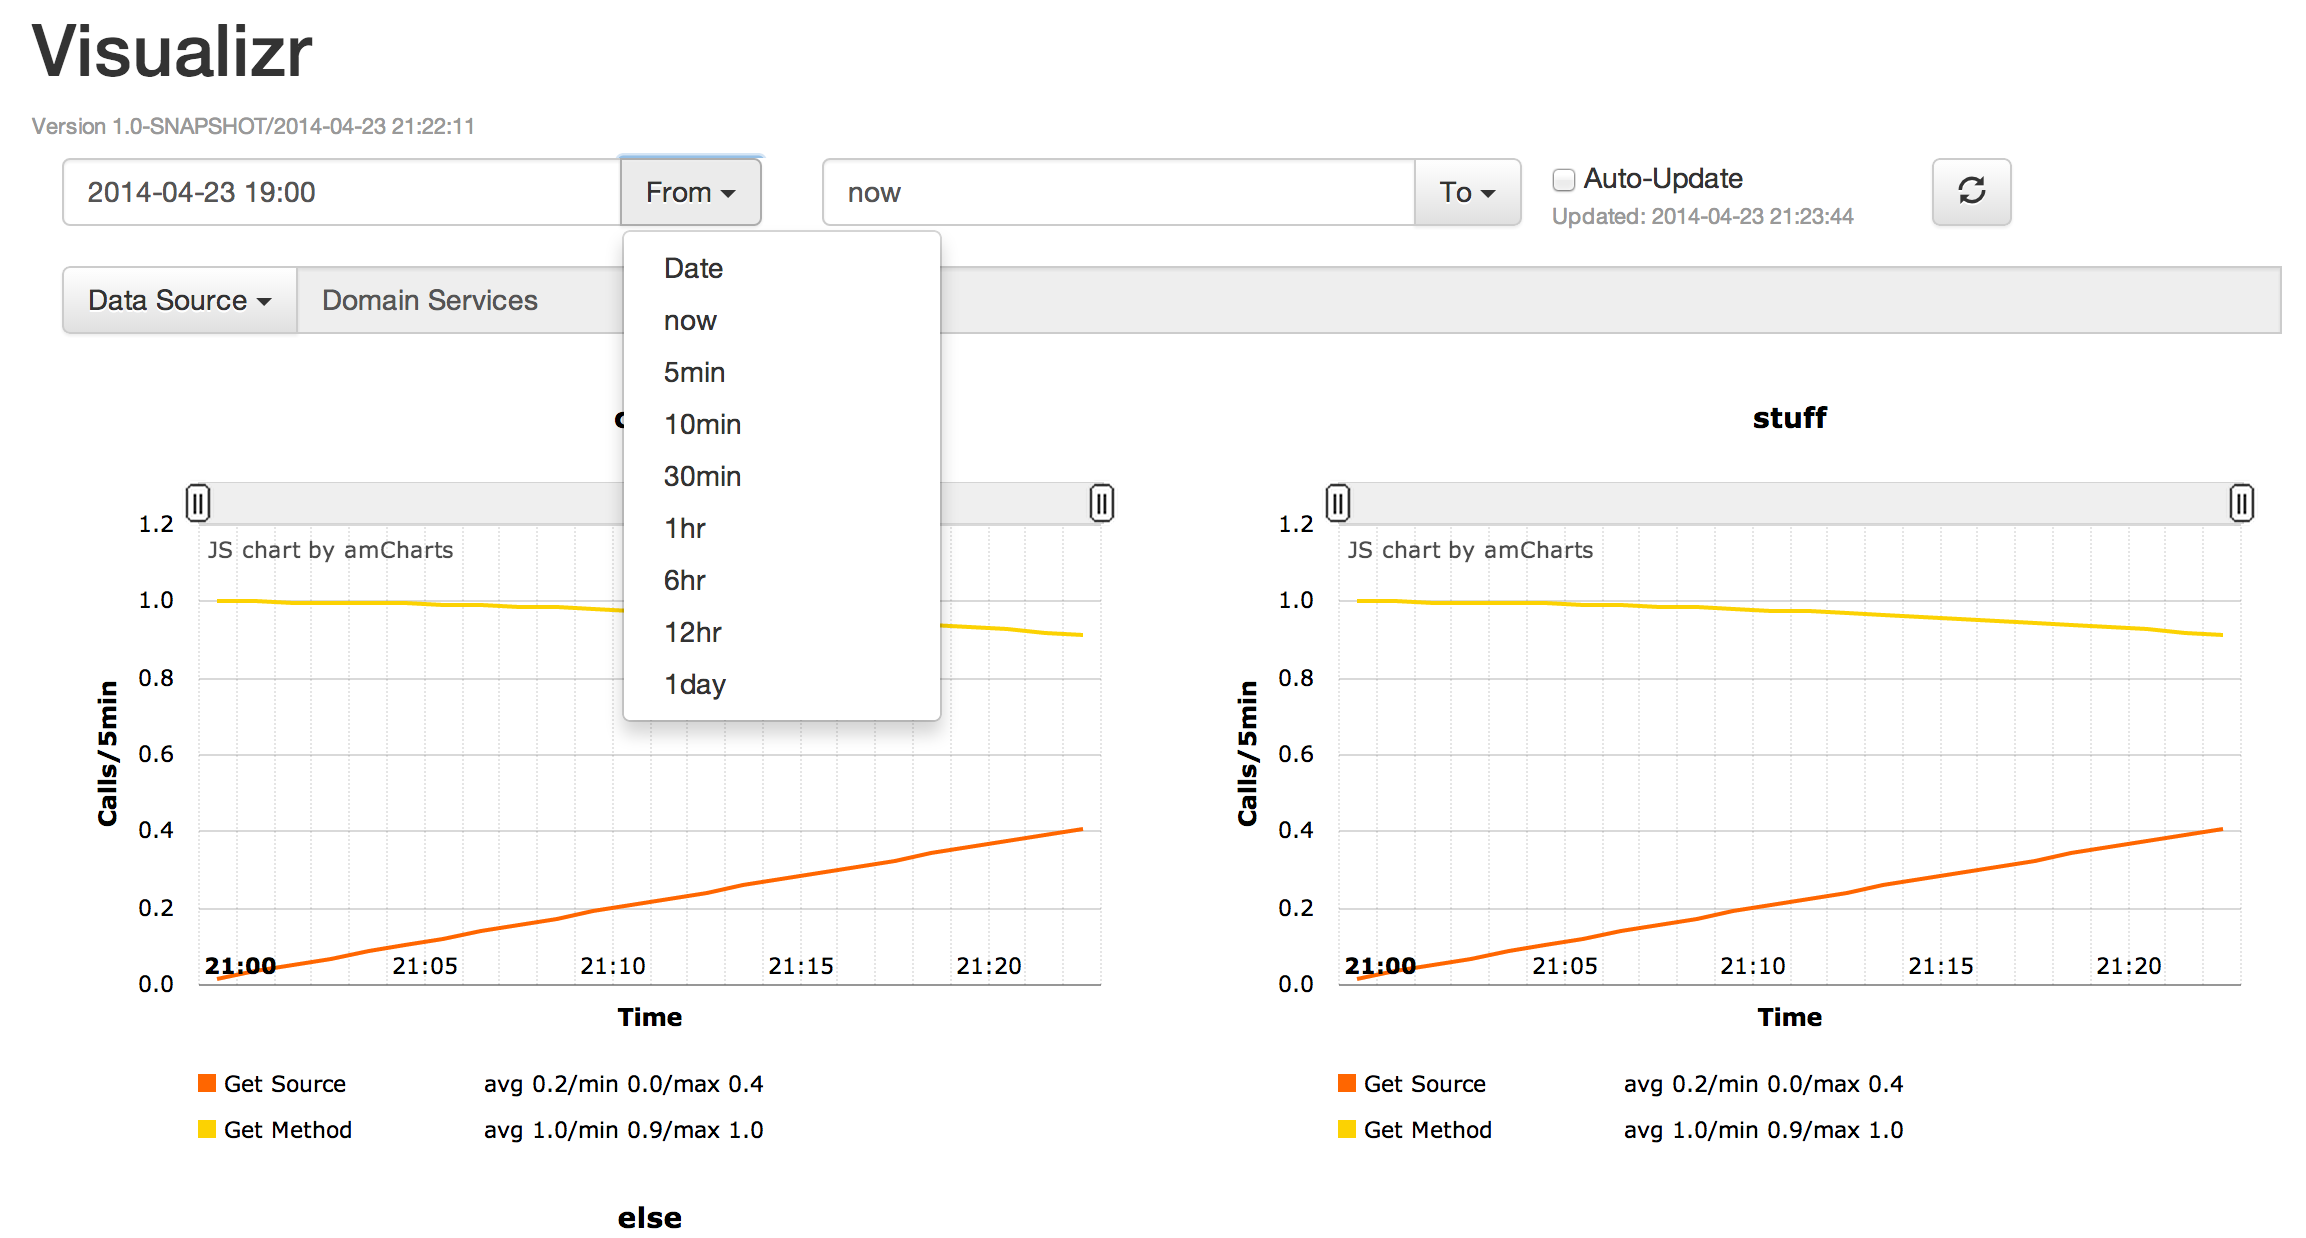 Visualizr
Version 1.0-SNAPSHOT/2014-04-23 21:22:11
2014-04-23 19:00 From now To Auto-Update
Updated: 2014-04-23 21:23:44
Data Source Domain Services
Date
now
5min
10min
30min
1hr
6hr
12hr
1day
stuff
JS chart by amCharts
1.2
1.0
0.8
0.6
0.4
0.2
0.0
Calls/5min
21:00 21:05 21:10 21:15 21:20
Time
Get Source avg 0.2/min 0.0/max 0.4
Get Method avg 1.0/min 0.9/max 1.0
JS chart by amCharts
1.2
1.0
0.8
0.6
0.4
0.2
0.0
Calls/5min
21:00 21:05 21:10 21:15 21:20
Time
Get Source avg 0.2/min 0.0/max 0.4
Get Method avg 1.0/min 0.9/max 1.0
else